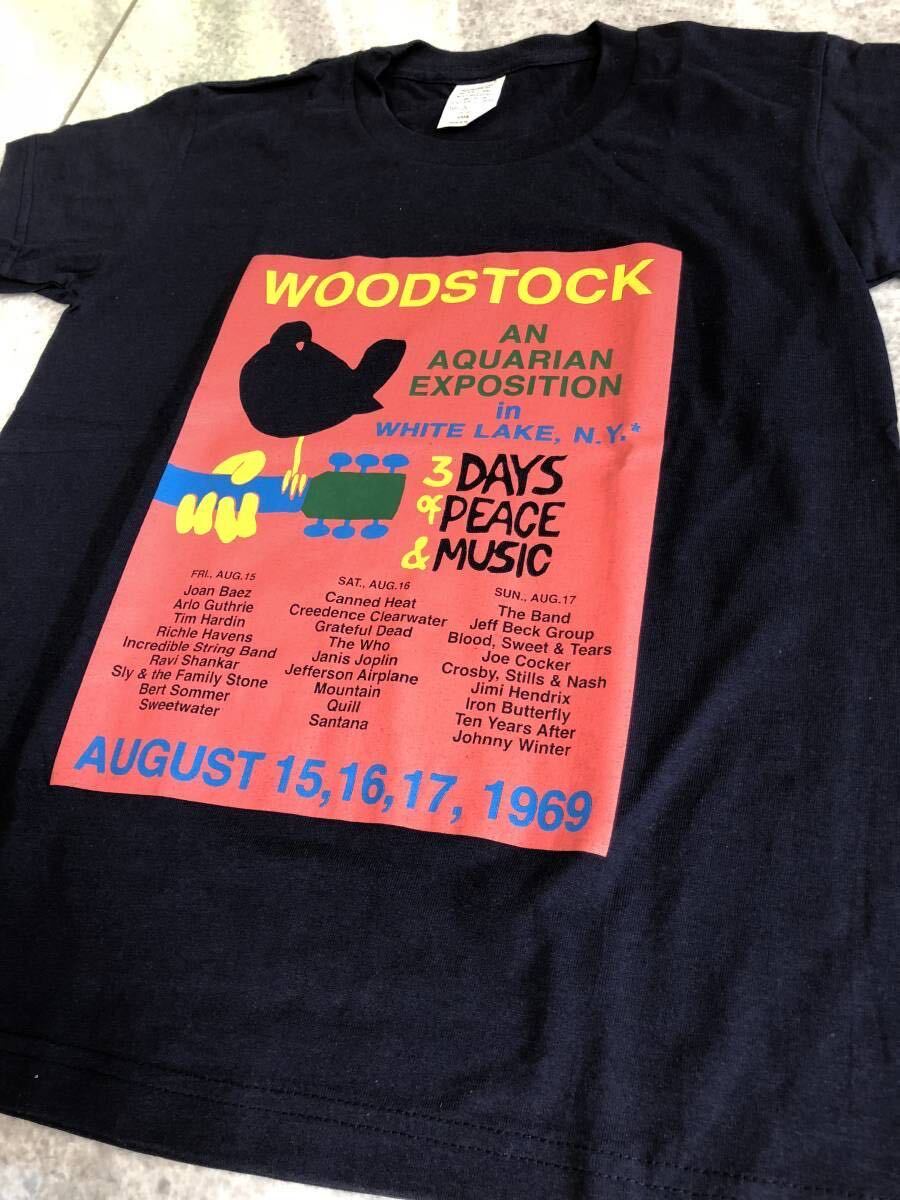 WOODSTOCK
AN
AQUARIAN
EXPOSITION
in
WHITE LAKE, N.Y.*
3 DAYS
of PEACE
& MUSIC
FRI., AUG.15
Joan Baez
Arlo Guthrie
Tim Hardin
Richle Havens
Incredible String Band
Ravi Shankar
Sly & the Family Stone
Bert Sommer
Sweetwater
SAT., AUG.16
Canned Heat
Creedence Clearwater
Grateful Dead
The Who
Janis Joplin
Jefferson Airplane
Mountain
Quill
Santana
SUN., AUG.17
The Band
Jeff Beck Group
Blood, Sweet & Tears
Joe Cocker
Crosby, Stills & Nash
Jimi Hendrix
Iron Butterfly
Ten Years After
Johnny Winter
AUGUST 15,16,17, 1969